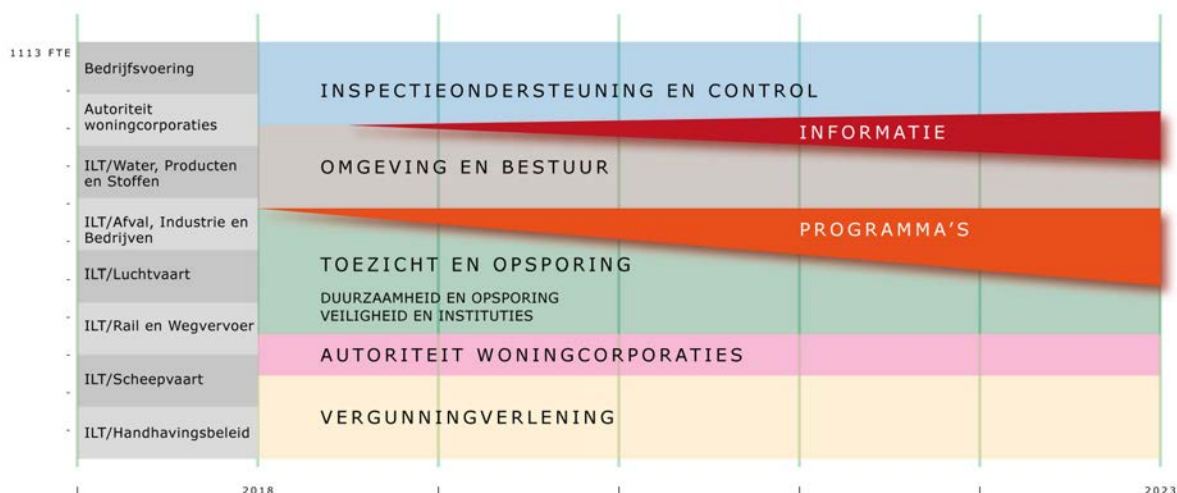 1113 FTE
Bedrijfsvoering
Autoriteit
woningcorporaties
ILT/Water, Producten
en Stoffen
ILT/Afval, Industrie en
Bedrijven
ILT/Luchtvaart
ILT/Rail en Wegvervoer
ILT/Scheepvaart
ILT/Handhavingsbeleid
INSPECTIEONDERSTEUNING EN CONTROL
INFORMATIE
OMGEVING EN BESTUUR
PROGRAMMA'S
TOEZICHT EN OPSPORING
DUURZAAMHEID EN OPSPORING
VEILIGHEID EN INSTITUTIES
AUTORITEIT WONINGCORPORATIES
VERGUNNINGVERLENING
2018
2023